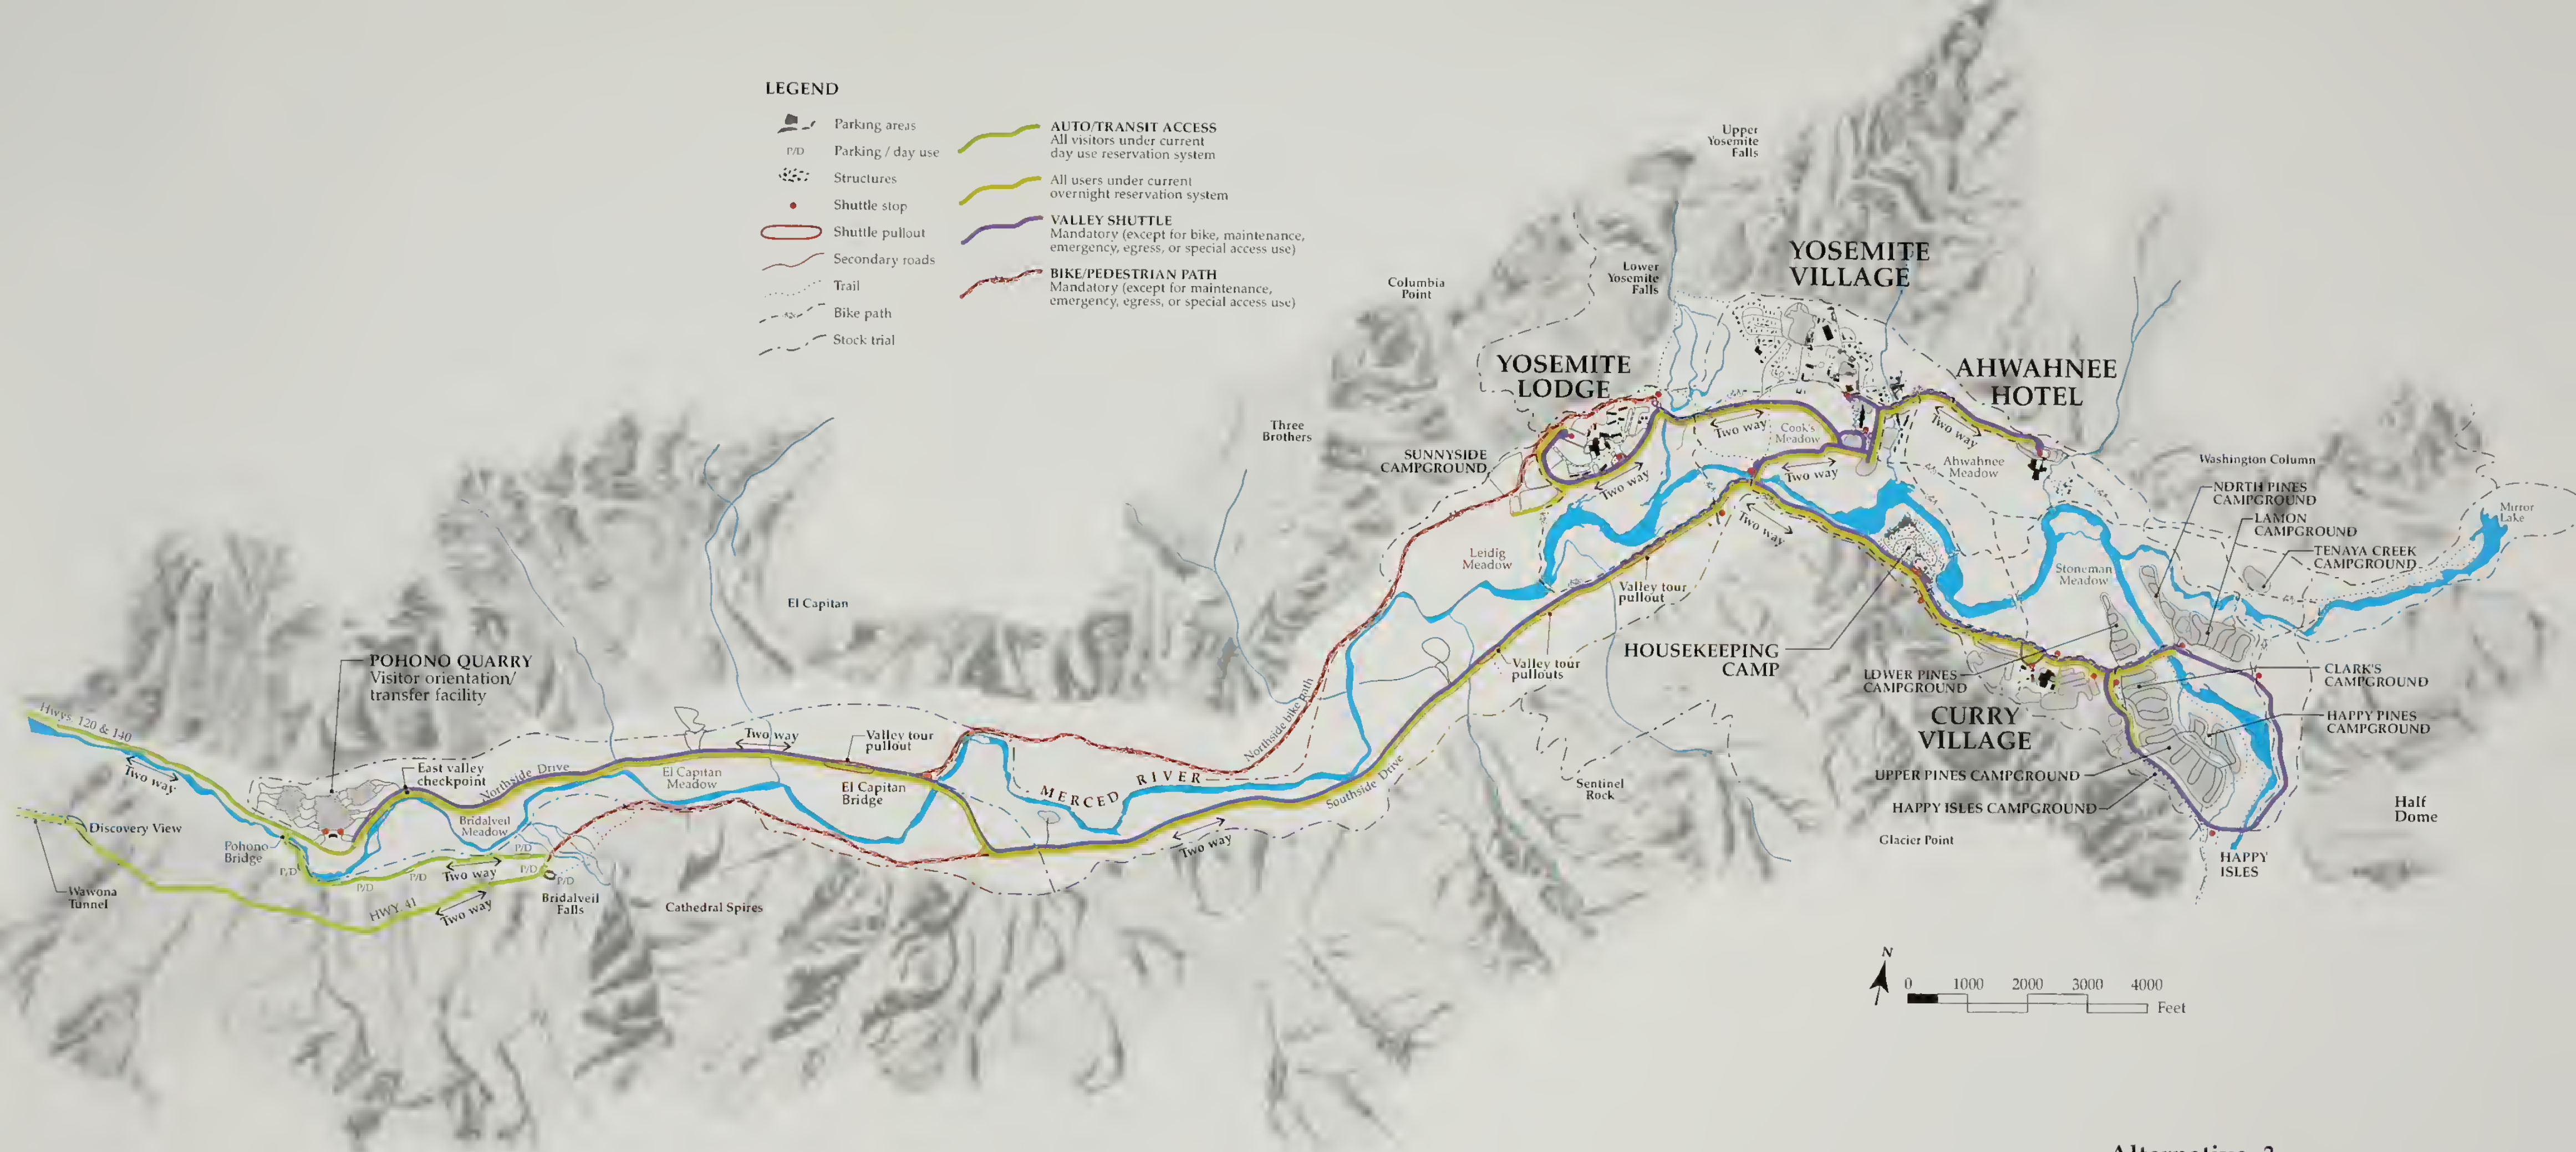 LEGEND
Parking areas
P/D
Parking / day use
Structures
Shuttle stop
Shuttle pullout
Secondary roads
Trail
Bike path
Stock trial
AUTO/TRANSIT ACCESS
All visitors under current
day use reservation system
All users under current
overnight reservation system
VALLEY SHUTTLE
Mandatory (except for bike, maintenance,
emergency, egress, or special access use)
BIKE/PEDESTRIAN PATH
Mandatory (except for maintenance,
emergency, egress, or special access use)
Upper
Yosemite
Falls
Lower
Yosemite
Falls
Columbia
Point
YOSEMITE
VILLAGE
YOSEMITE
LODGE
AHWAHNEE
HOTEL
Three
Brothers
SUNNYSIDE
CAMPGROUND
Two way
Two way
Cook's
Meadow
Two way
Two way
Two way
Ahwahnee
Meadow
Washington Column
NORTH PINES
CAMPGROUND
LAMON
CAMPGROUND
TENAYA CREEK
CAMPGROUND
Mirror
Lake
Leidig
Meadow
Stoneman
Meadow
Valley tour
pullout
Valley tour
pullouts
HOUSEKEEPING
CAMP
LOWER PINES
CAMPGROUND
CURRY
VILLAGE
CLARK'S
CAMPGROUND
HAPPY PINES
CAMPGROUND
UPPER PINES CAMPGROUND
HAPPY ISLES CAMPGROUND
Glacier Point
Half
Dome
HAPPY
ISLES
El Capitan
POHONO QUARRY
Visitor orientation/
transfer facility
Hwys. 120 & 140
Two way
East valley
checkpoint
Northside Drive
Two way
El Capitan
Meadow
Valley tour
pullout
El Capitan
Bridge
MERCED RIVER
Northside bike path
Southside Drive
Two way
Sentinel
Rock
Bridalveil
Meadow
Discovery View
Pohono
Bridge
P/D
P/D
P/D
P/D
P/D
P/D
Two way
HWY. 41
Two way
Wawona
Tunnel
Bridalveil
Falls
Cathedral Spires
N
0 1000 2000 3000 4000
Feet